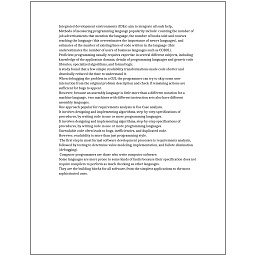 Integrated development environments (IDEs) aim to integrate all such help.
Methods of measuring programming language popularity include: counting the number of
job advertisements that mention the language, the number of books sold and courses
teaching the language (this overestimates the importance of newer languages), and
estimates of the number of existing lines of code written in the language (this
underestimates the number of users of business languages such as COBOL).
Proficient programming usually requires expertise in several different subjects, including
knowledge of the application domain, details of programming languages and generic code
libraries, specialized algorithms, and formal logic.
A study found that a few simple readability transformations made code shorter and
drastically reduced the time to understand it.
When debugging the problem in a GUI, the programmer can try to skip some user
interaction from the original problem description and check if remaining actions are
sufficient for bugs to appear.
However, because an assembly language is little more than a different notation for a
machine language, two machines with different instruction sets also have different
assembly languages.
One approach popular for requirements analysis is Use Case analysis.
It involves designing and implementing algorithms, step-by-step specifications of
procedures, by writing code in one or more programming languages.
It involves designing and implementing algorithms, step-by-step specifications of
procedures, by writing code in one or more programming languages.
Unreadable code often leads to bugs, inefficiencies, and duplicated code.
However, readability is more than just programming style.
The first step in most formal software development processes is requirements analysis,
followed by testing to determine value modeling, implementation, and failure elimination
(debugging).
Computer programmers are those who write computer software.
Some languages are more prone to some kinds of faults because their specification does not
require compilers to perform as much checking as other languages.
They are the building blocks for all software, from the simplest applications to the most
sophisticated ones.